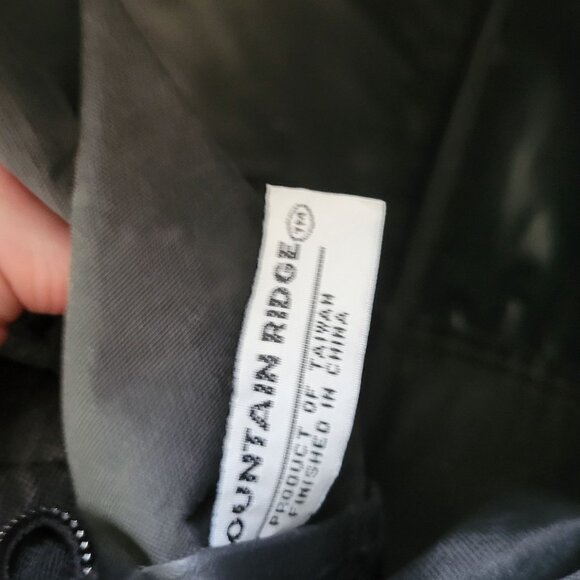 OUNTAIN RIDGE TM
PRODUCT OF TAIWAN
FINISHED IN CHINA